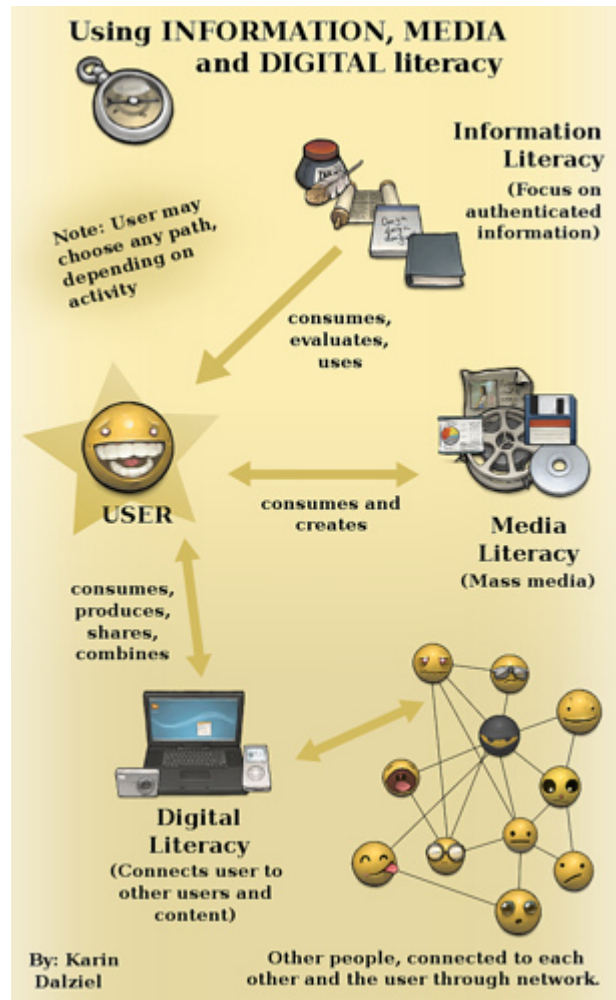 Using INFORMATION, MEDIA
and DIGITAL literacy
Information
Literacy
(Focus on
authenticated
information)
Note: User may
choose any path,
depending on
activity
consumes,
evaluates,
uses
USER
consumes and
creates
Media
Literacy
(Mass media)
consumes,
produces,
shares,
combines
Digital
Literacy
(Connects user to
other users and
content)
By: Karin
Dalziel
Other people, connected to each
other and the user through network.